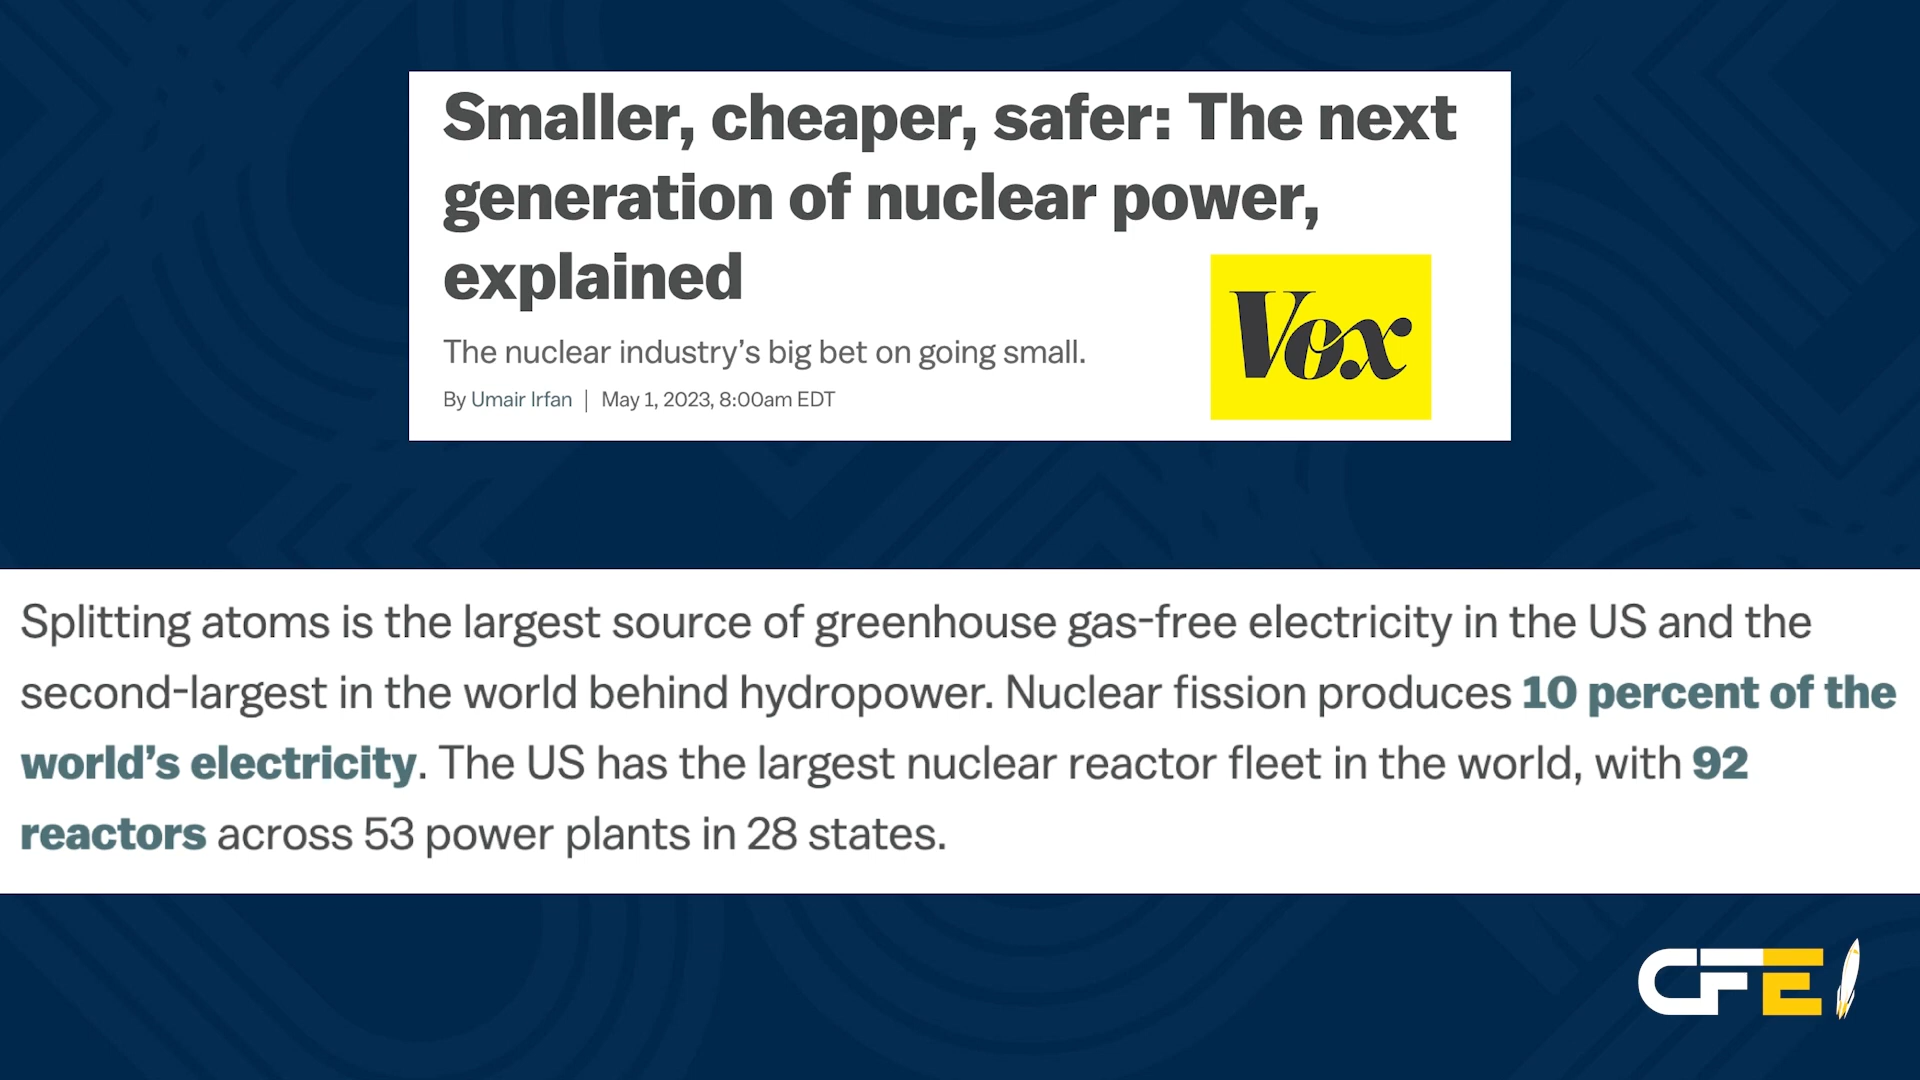 Smaller, cheaper, safer: The next
generation of nuclear power,
explained
Vox
The nuclear industry’s big bet on going small.
By Umair Irfan | May 1, 2023, 8:00am EDT
Splitting atoms is the largest source of greenhouse gas-free electricity in the US and the
second-largest in the world behind hydropower. Nuclear fission produces 10 percent of the
world’s electricity. The US has the largest nuclear reactor fleet in the world, with 92
reactors across 53 power plants in 28 states.
CFE